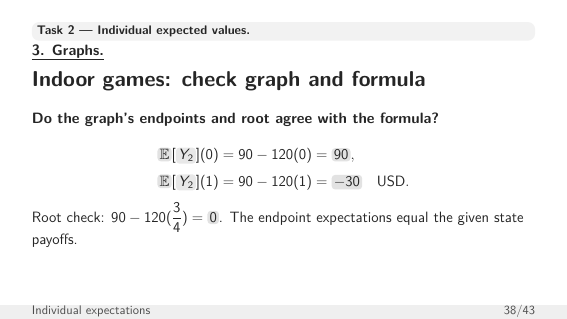 Task 2 — Individual expected values.
3. Graphs.
Indoor games: check graph and formula
Do the graph's endpoints and root agree with the formula?
𝔼[Y₂](0) = 90 − 120(0) = 90,
𝔼[Y₂](1) = 90 − 120(1) = −30 USD.
Root check: 90 − 120(3/4) = 0. The endpoint expectations equal the given state
payoffs.
Individual expectations 38/43